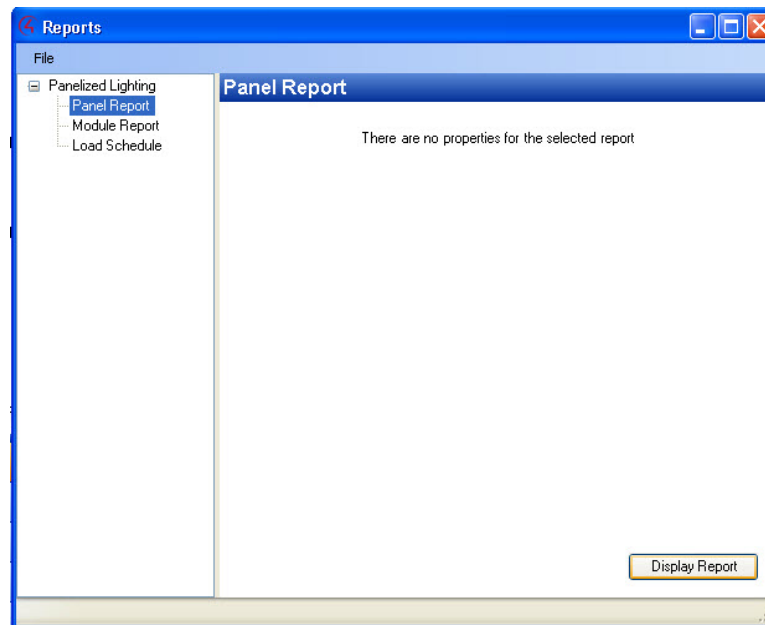 Reports
File
Panelized Lighting
Panel Report
Module Report
Load Schedule
Panel Report
There are no properties for the selected report
Display Report